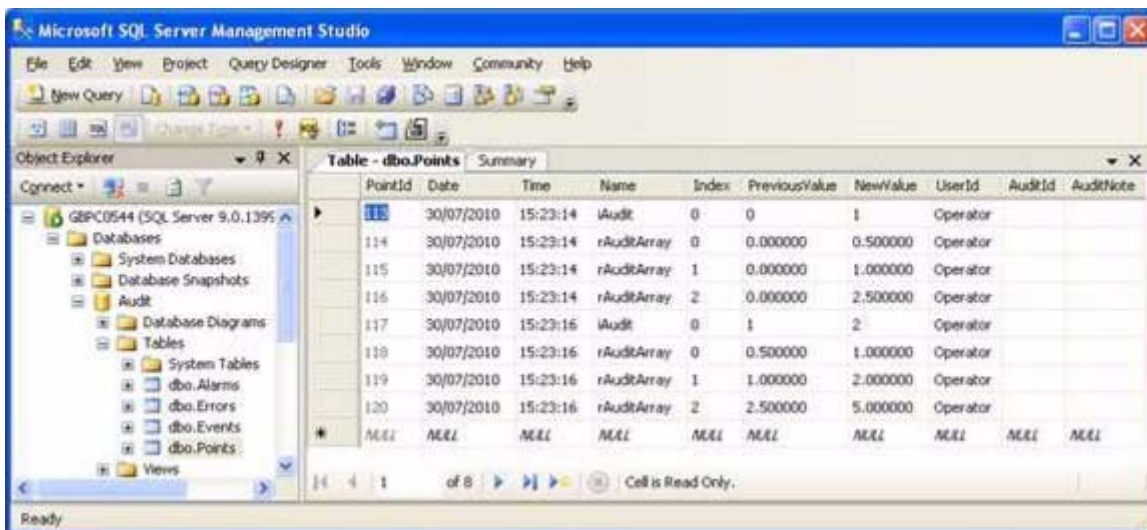 Microsoft SQL Server Management Studio
File Edit View Project Query Designer Tools Window Community Help
New Query
Change Type
Object Explorer
Table - dbo.Points Summary
Connect
PointId Date Time Name Index PreviousValue NewValue UserId AuditId AuditNote
GBPC0544 (SQL Server 9.0.1399
113 30/07/2010 15:23:14 iAudit 0 0 1 Operator
Databases
114 30/07/2010 15:23:14 rAuditArray 0 0.000000 0.500000 Operator
System Databases
115 30/07/2010 15:23:14 rAuditArray 1 0.000000 1.000000 Operator
Database Snapshots
116 30/07/2010 15:23:14 rAuditArray 2 0.000000 2.500000 Operator
Audit
117 30/07/2010 15:23:16 iAudit 0 1 2 Operator
Database Diagrams
Tables
118 30/07/2010 15:23:16 rAuditArray 0 0.500000 1.000000 Operator
System Tables
119 30/07/2010 15:23:16 rAuditArray 1 1.000000 2.000000 Operator
dbo.Alarms
120 30/07/2010 15:23:16 rAuditArray 2 2.500000 5.000000 Operator
dbo.Errors
dbo.Events
NULL NULL NULL NULL NULL NULL NULL NULL NULL NULL
dbo.Points
Views
1 of 8 Cell is Read Only.
Ready